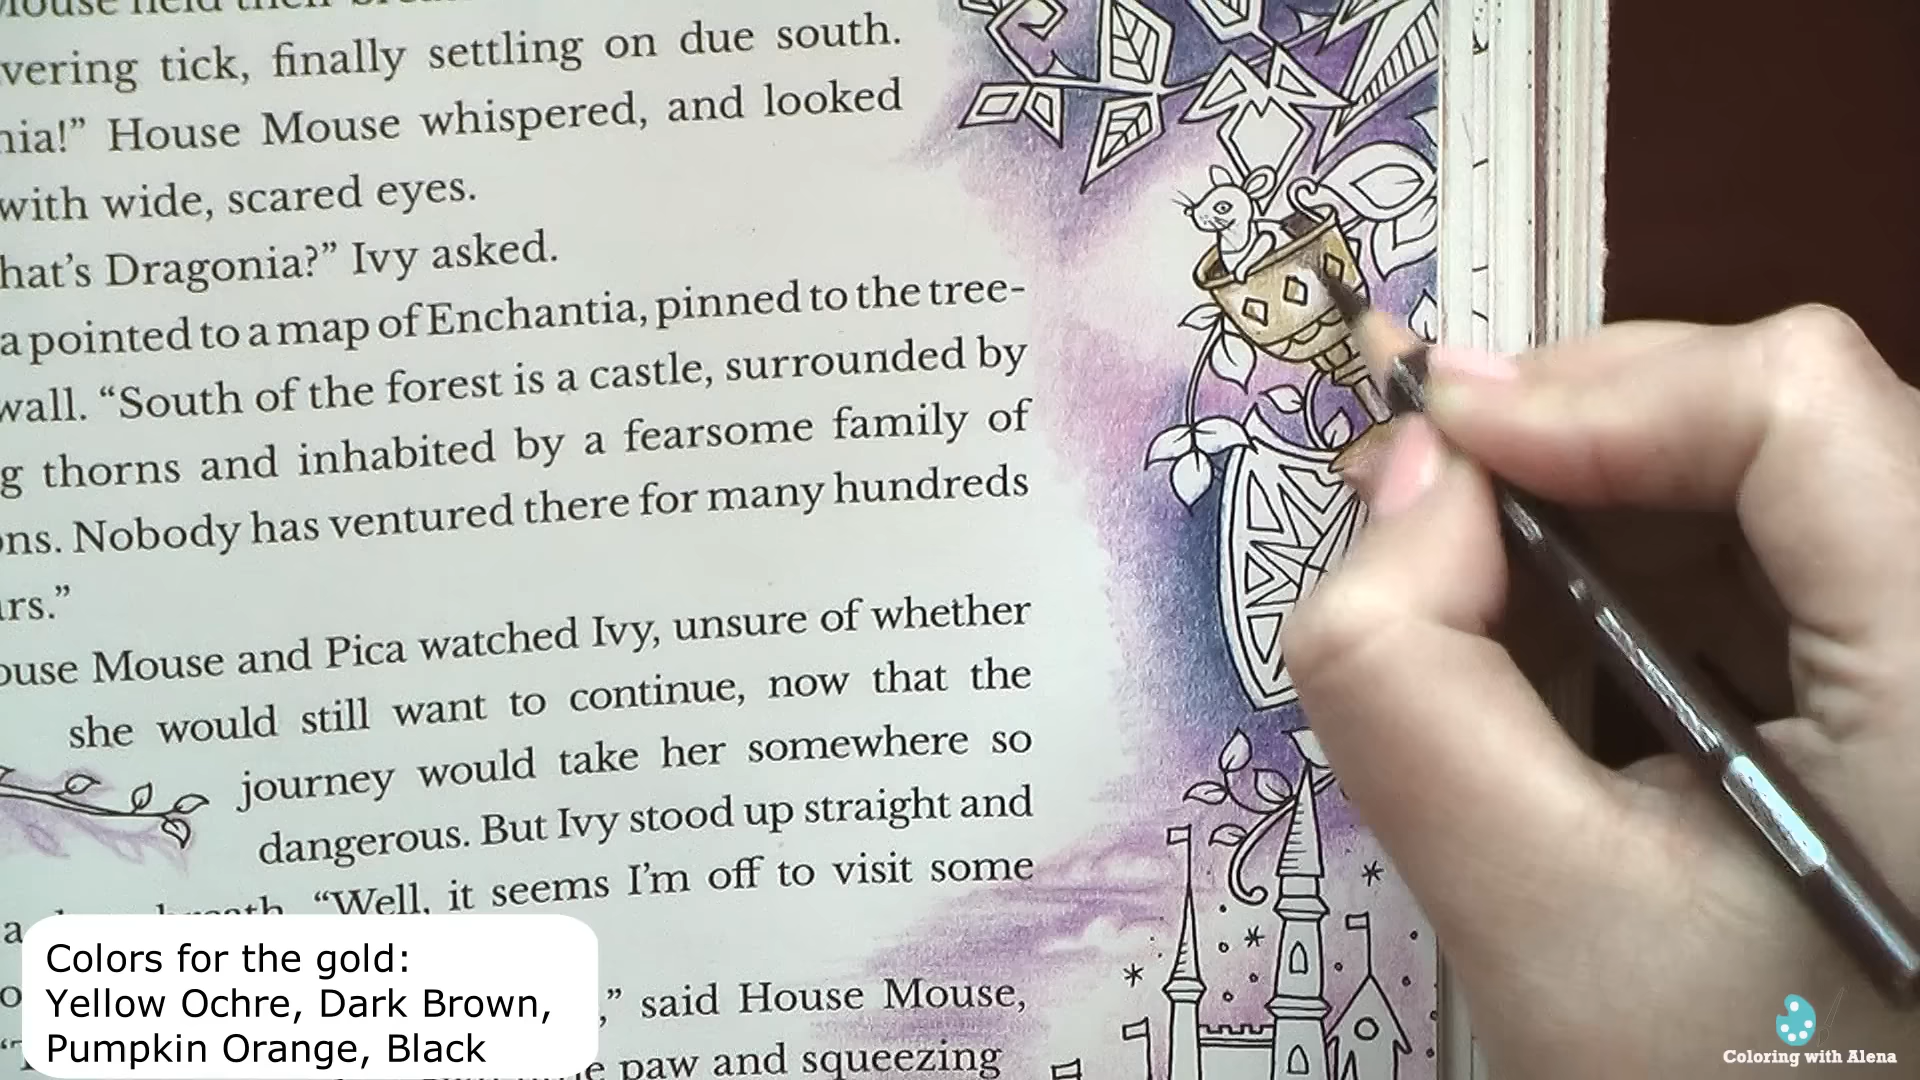 vering tick, finally settling on due south.
nia!” House Mouse whispered, and looked
with wide, scared eyes.
hat’s Dragonia?” Ivy asked.
a pointed to a map of Enchantia, pinned to the tree-
wall. “South of the forest is a castle, surrounded by
g thorns and inhabited by a fearsome family of
ons. Nobody has ventured there for many hundreds
ars.”
ouse Mouse and Pica watched Ivy, unsure of whether
she would still want to continue, now that the
journey would take her somewhere so
dangerous. But Ivy stood up straight and
a breath. “Well, it seems I’m off to visit some
,” said House Mouse,
paw and squeezing
Colors for the gold:
Yellow Ochre, Dark Brown,
Pumpkin Orange, Black
Coloring with Alena